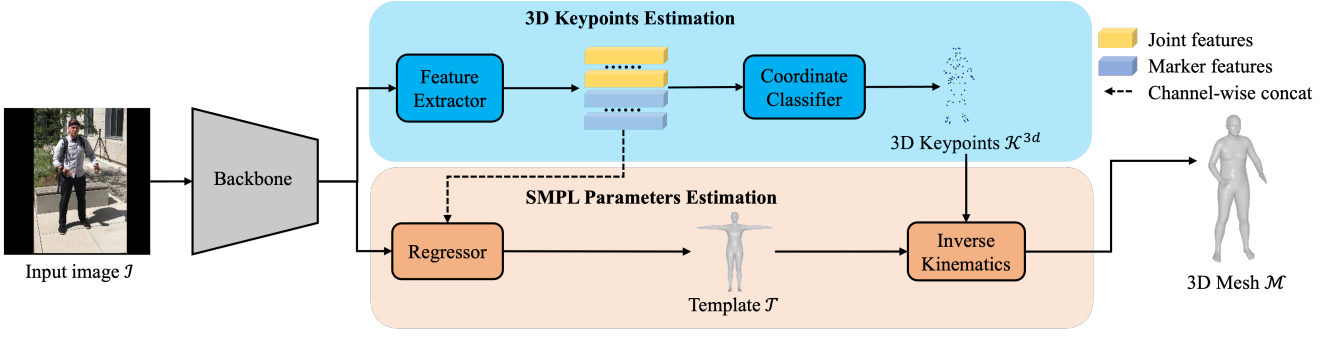 3D Keypoints Estimation
Feature
Extractor
Coordinate
Classifier
Joint features
Marker features
Channel-wise concat
3D Keypoints 𝒦³ᵈ
Backbone
SMPL Parameters Estimation
Regressor
Inverse
Kinematics
Input image ℐ
Template 𝒯
3D Mesh ℳ